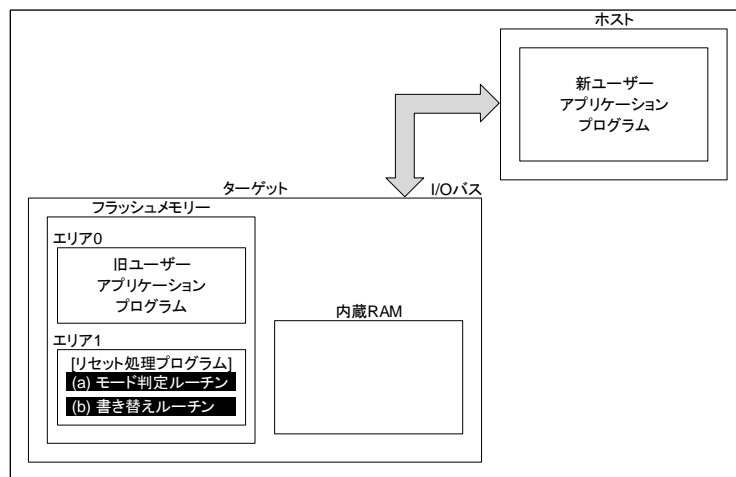 ホスト
新ユーザー
アプリケーション
プログラム
ターゲット
I/Oバス
フラッシュメモリー
エリア0
旧ユーザー
アプリケーション
プログラム
内蔵RAM
エリア1
[リセット処理プログラム]
(a) モード判定ルーチン
(b) 書き替えルーチン